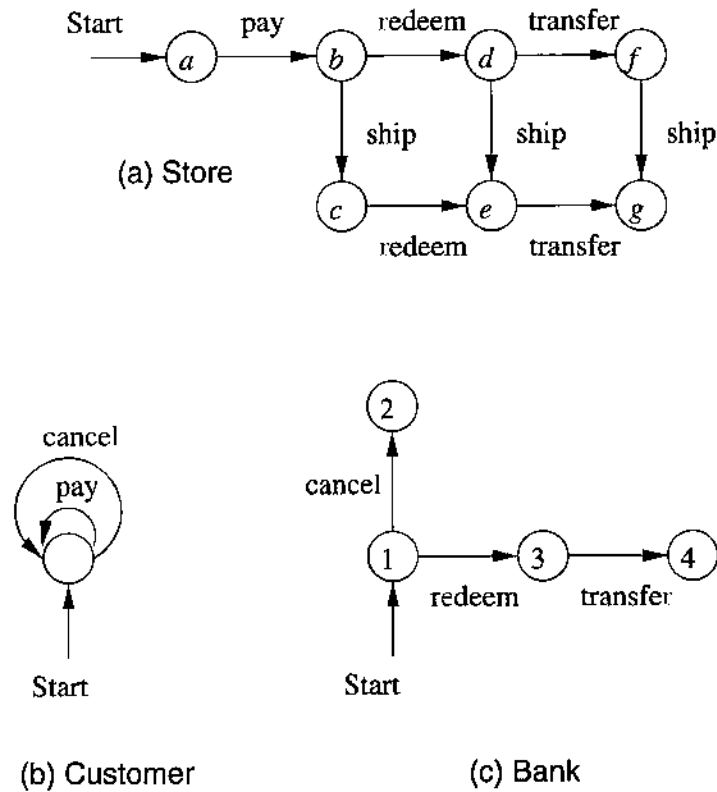 Start pay redeem transfer
a b d f
ship ship ship
(a) Store
c e g
redeem transfer
2
cancel
pay
cancel
1 3 4
redeem transfer
Start
Start
(b) Customer
(c) Bank